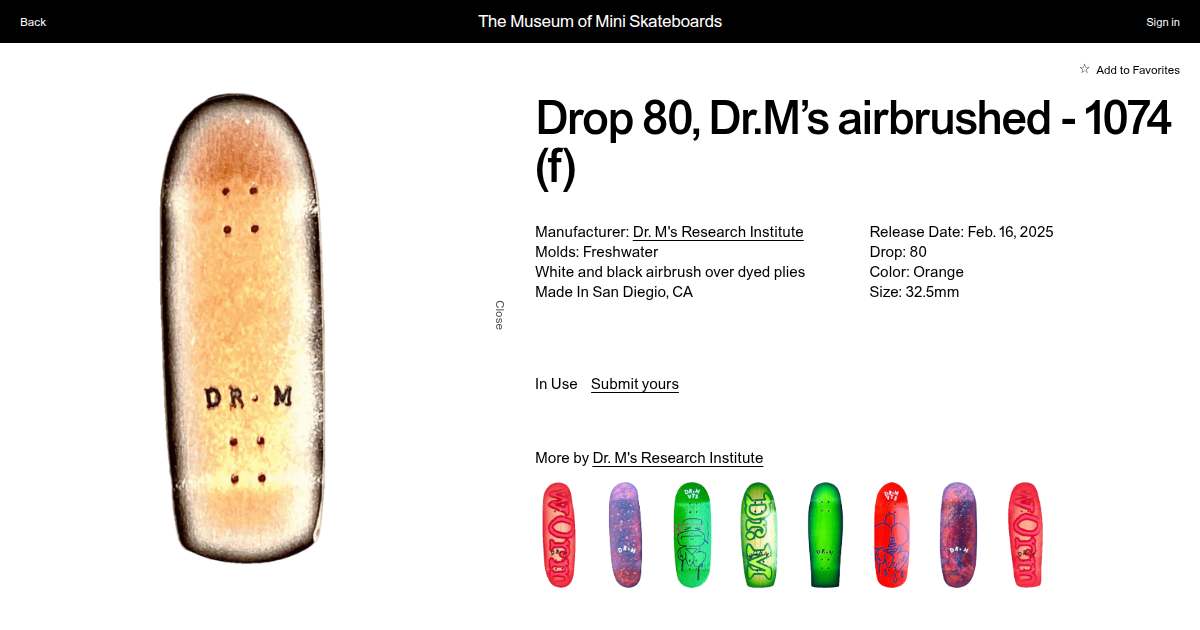 Back
The Museum of Mini Skateboards
Sign in
☆ Add to Favorites
Drop 80, Dr.M’s airbrushed - 1074
(f)
Manufacturer: Dr. M's Research Institute
Molds: Freshwater
White and black airbrush over dyed plies
Made In San Diegio, CA
Release Date: Feb. 16, 2025
Drop: 80
Color: Orange
Size: 32.5mm
Close
DR. M
In Use Submit yours
More by Dr. M's Research Institute